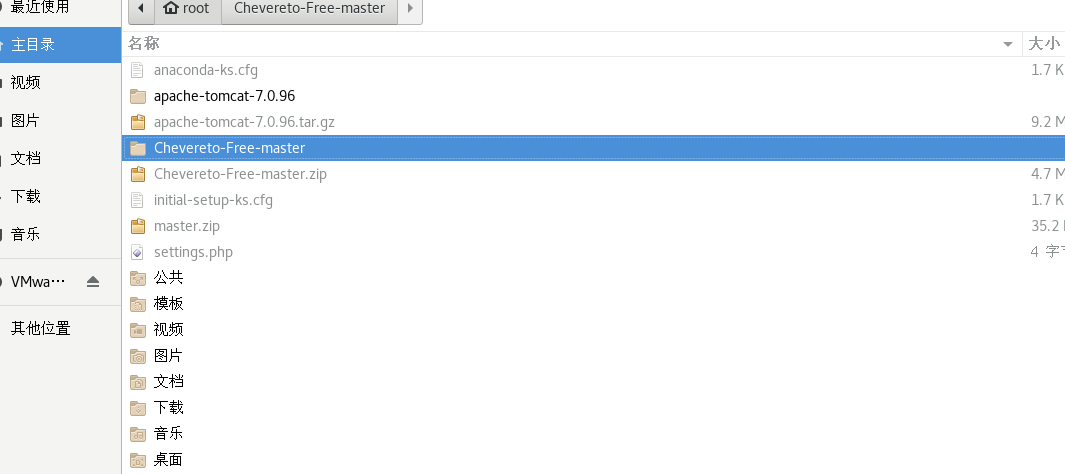 最近使用
root Chevereto-Free-master
主目录
名称 大小
视频
anaconda-ks.cfg 1.7 K
apache-tomcat-7.0.96
图片
apache-tomcat-7.0.96.tar.gz 9.2 M
Chevereto-Free-master
文档
Chevereto-Free-master.zip 4.7 M
下载
initial-setup-ks.cfg 1.7 K
master.zip 35.2
音乐
settings.php 4 字节
公共
VMwa…
模板
其他位置
视频
图片
文档
下载
音乐
桌面